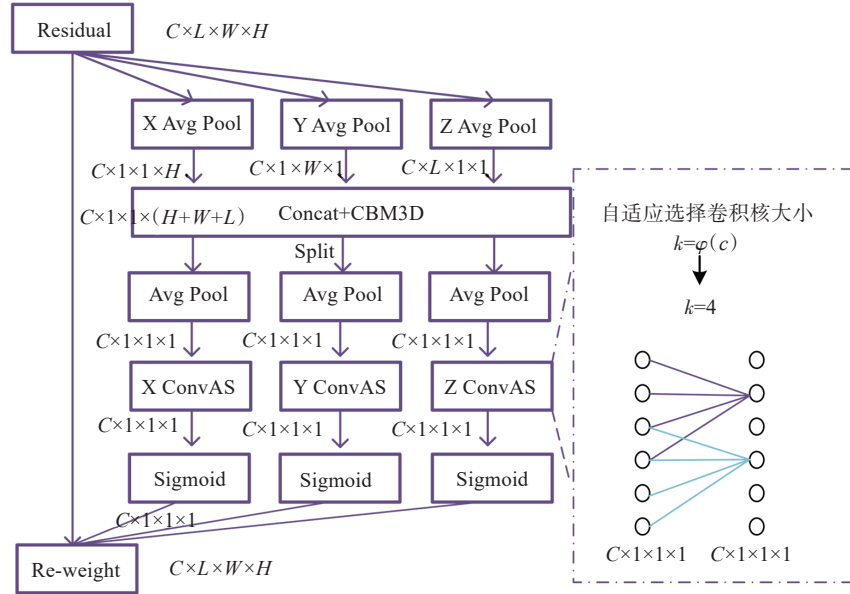 Residual C×L×W×H
X Avg Pool Y Avg Pool Z Avg Pool
C×1×1×H C×1×W×1 C×L×1×1
C×1×1×(H+W+L) Concat+CBM3D
Split
Avg Pool Avg Pool Avg Pool
C×1×1×1 C×1×1×1 C×1×1×1
X ConvAS Y ConvAS Z ConvAS
C×1×1×1 C×1×1×1 C×1×1×1
Sigmoid Sigmoid Sigmoid
C×1×1×1
Re-weight C×L×W×H
自适应选择卷积核大小
k=φ(c)
k=4
C×1×1×1 C×1×1×1